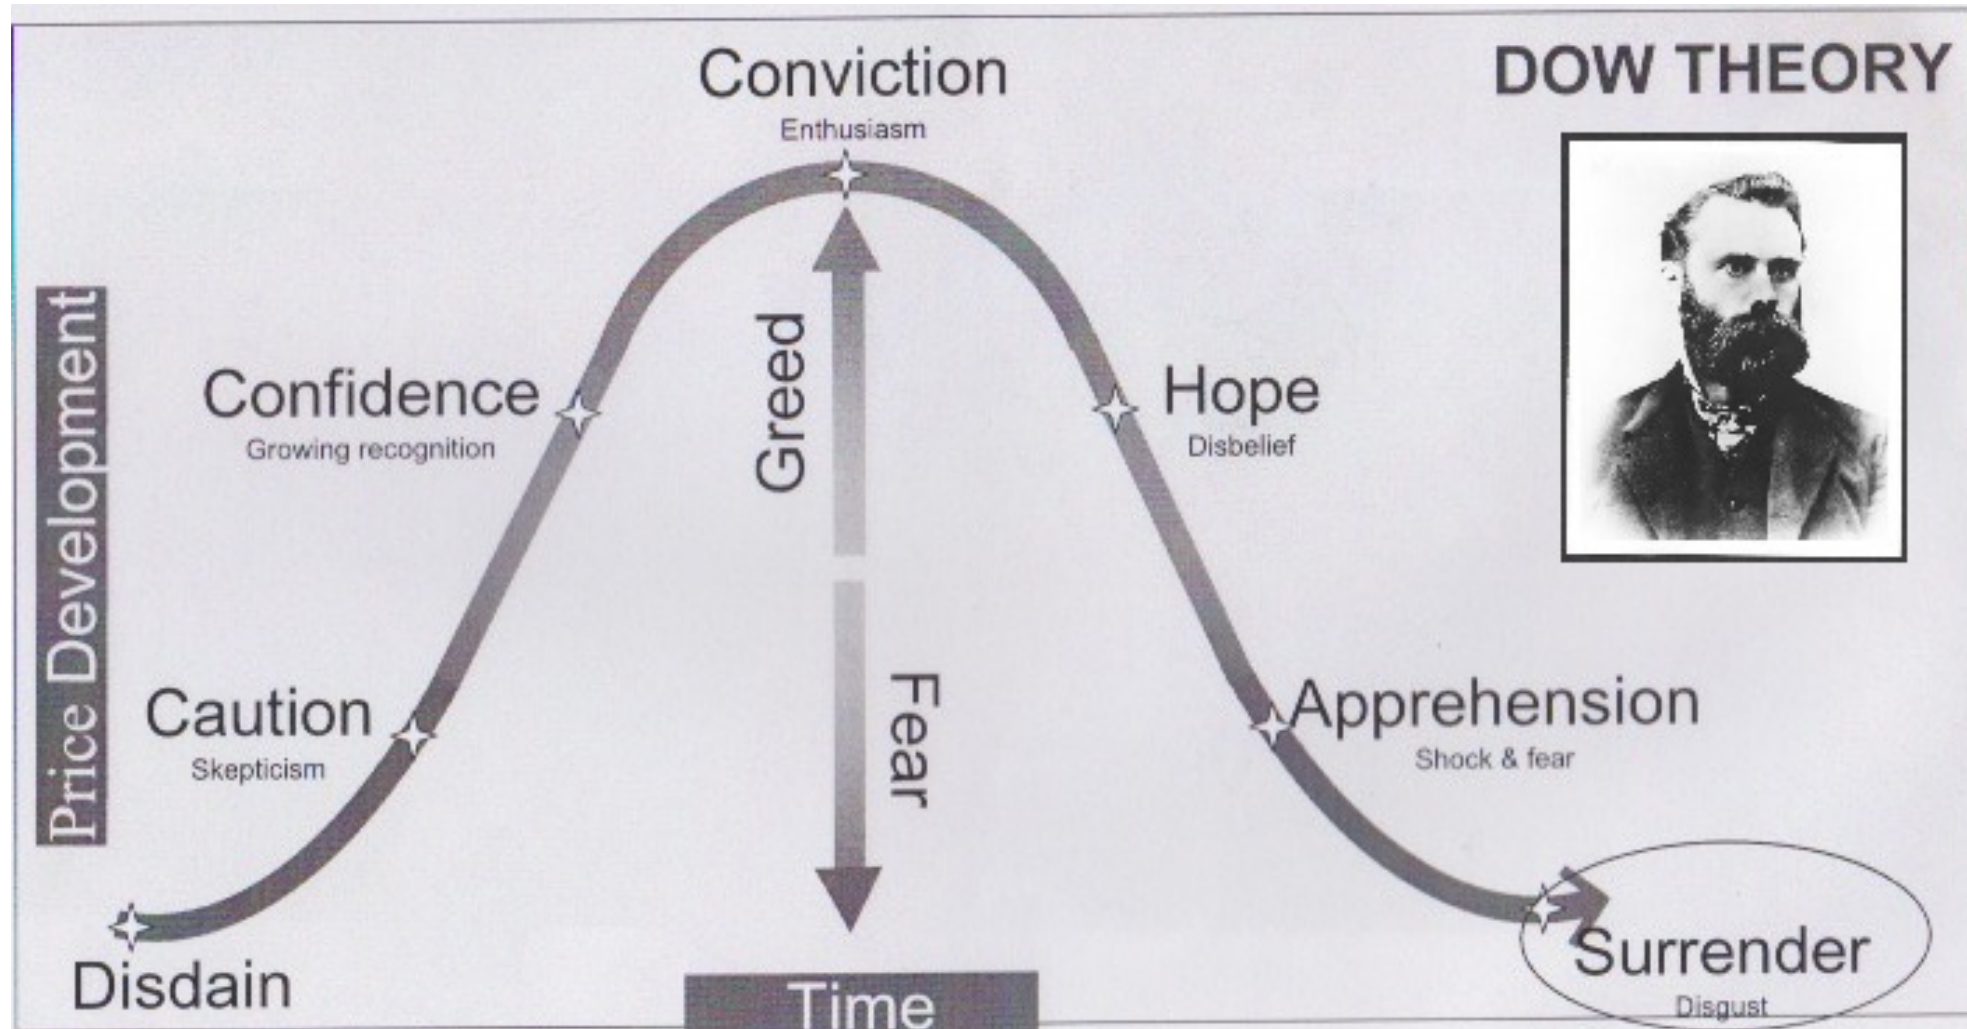 DOW THEORY
Conviction
Enthusiasm
Price Development
Confidence
Growing recognition
Greed
Hope
Disbelief
Caution
Skepticism
Fear
Apprehension
Shock & fear
Disdain
Surrender
Disgust
Time